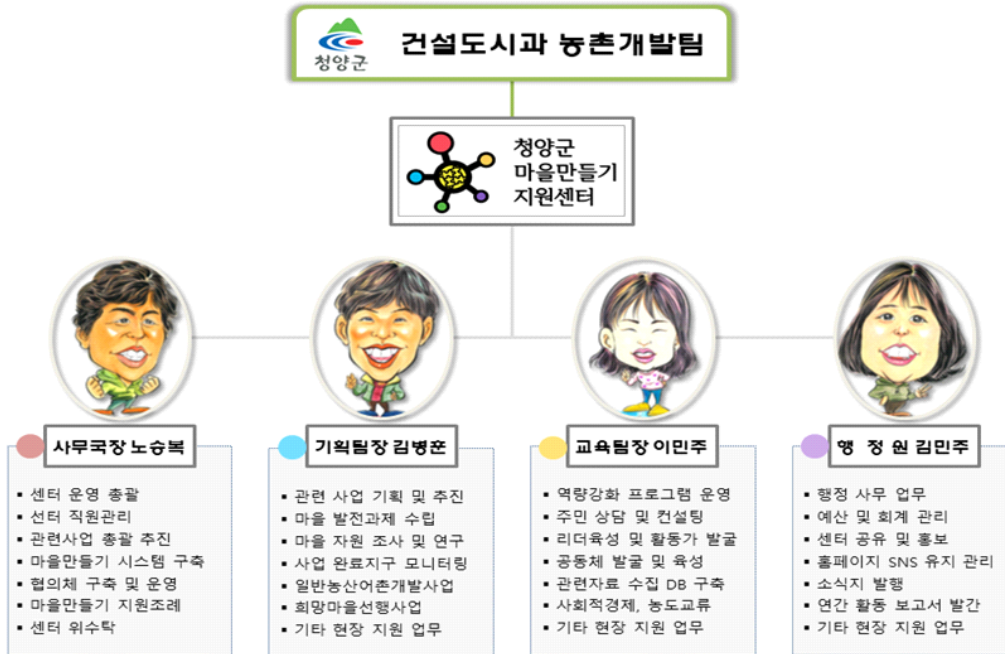 청양군
건설도시과 농촌개발팀
청양군
마을만들기
지원센터
사무국장 노승복
▪ 센터 운영 총괄
▪ 선터 직원관리
▪ 관련사업 총괄 추진
▪ 마을만들기 시스템 구축
▪ 협의체 구축 및 운영
▪ 마을만들기 지원조례
▪ 센터 위수탁
기획팀장 김병훈
▪ 관련 사업 기획 및 추진
▪ 마을 발전과제 수립
▪ 마을 자원 조사 및 연구
▪ 사업 완료지구 모니터링
▪ 일반농산어촌개발사업
▪ 희망마을선행사업
▪ 기타 현장 지원 업무
교육팀장 이민주
▪ 역량강화 프로그램 운영
▪ 주민 상담 및 컨설팅
▪ 리더육성 및 활동가 발굴
▪ 공동체 발굴 및 육성
▪ 관련자료 수집 DB 구축
▪ 사회적경제, 농도교류
▪ 기타 현장 지원 업무
행 정 원 김민주
▪ 행정 사무 업무
▪ 예산 및 회계 관리
▪ 센터 공유 및 홍보
▪ 홈페이지 SNS 유지 관리
▪ 소식지 발행
▪ 연간 활동 보고서 발간
▪ 기타 현장 지원 업무